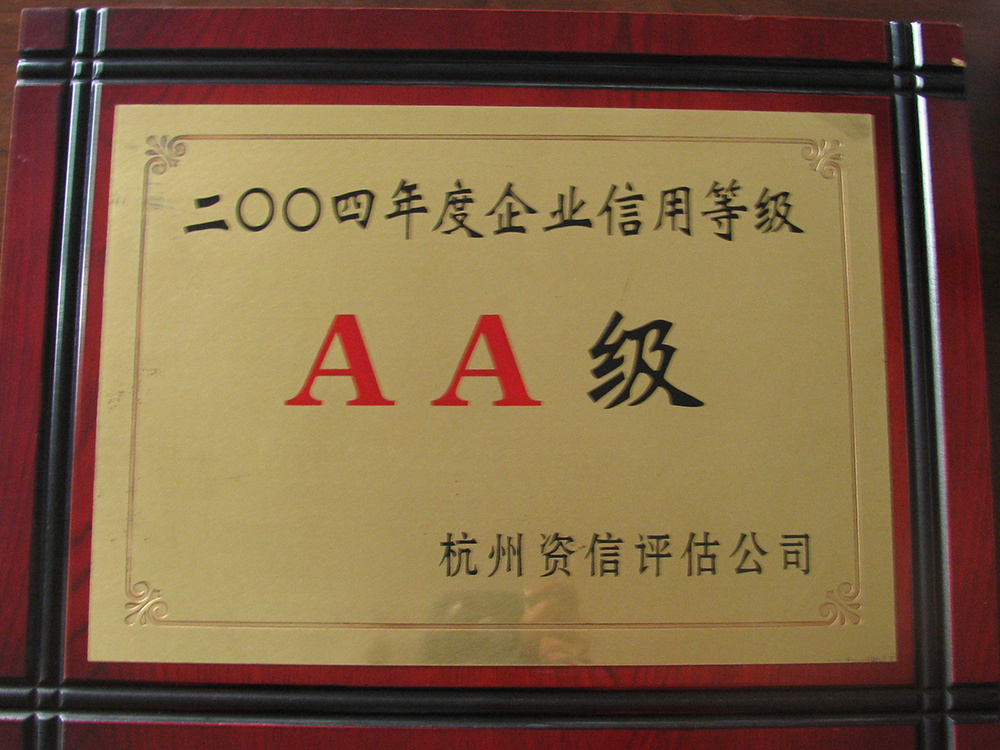 二〇〇四年度企业信用等级
AA级
杭州资信评估公司